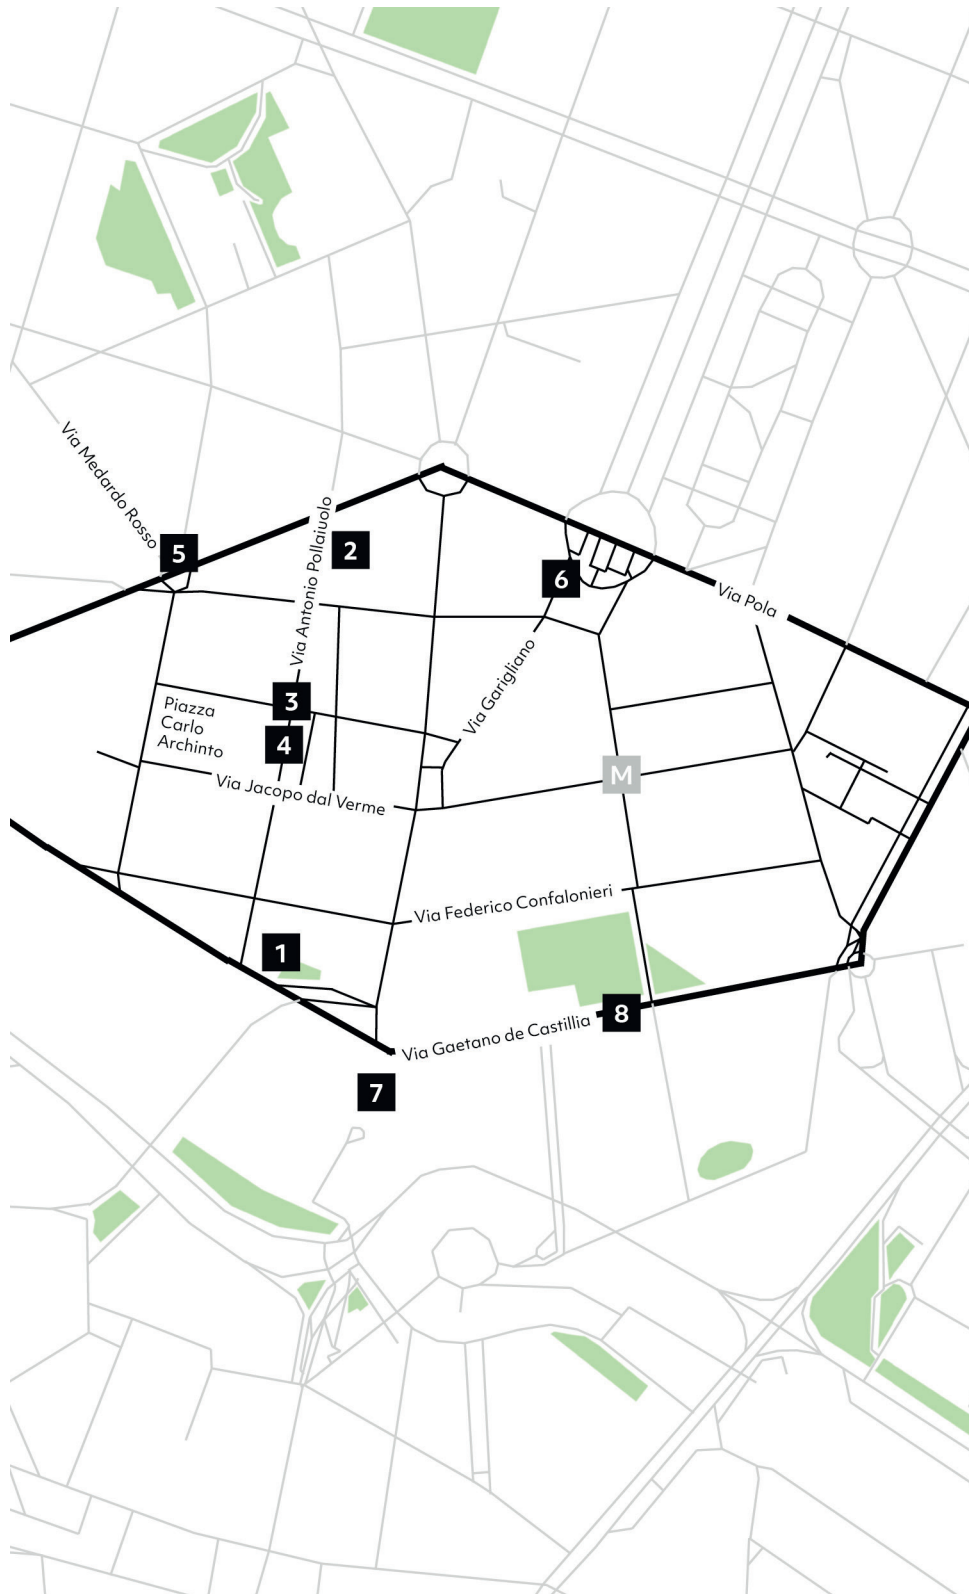 Via Medardo Rosso
5
Via Antonio Pollaiuolo
2
6
Via Pola
Via Garigliano
3
Piazza
Carlo
Archinto
4
Via Jacopo dal Verme
M
Via Federico Confalonieri
1
8
Via Gaetano de Castillia
7